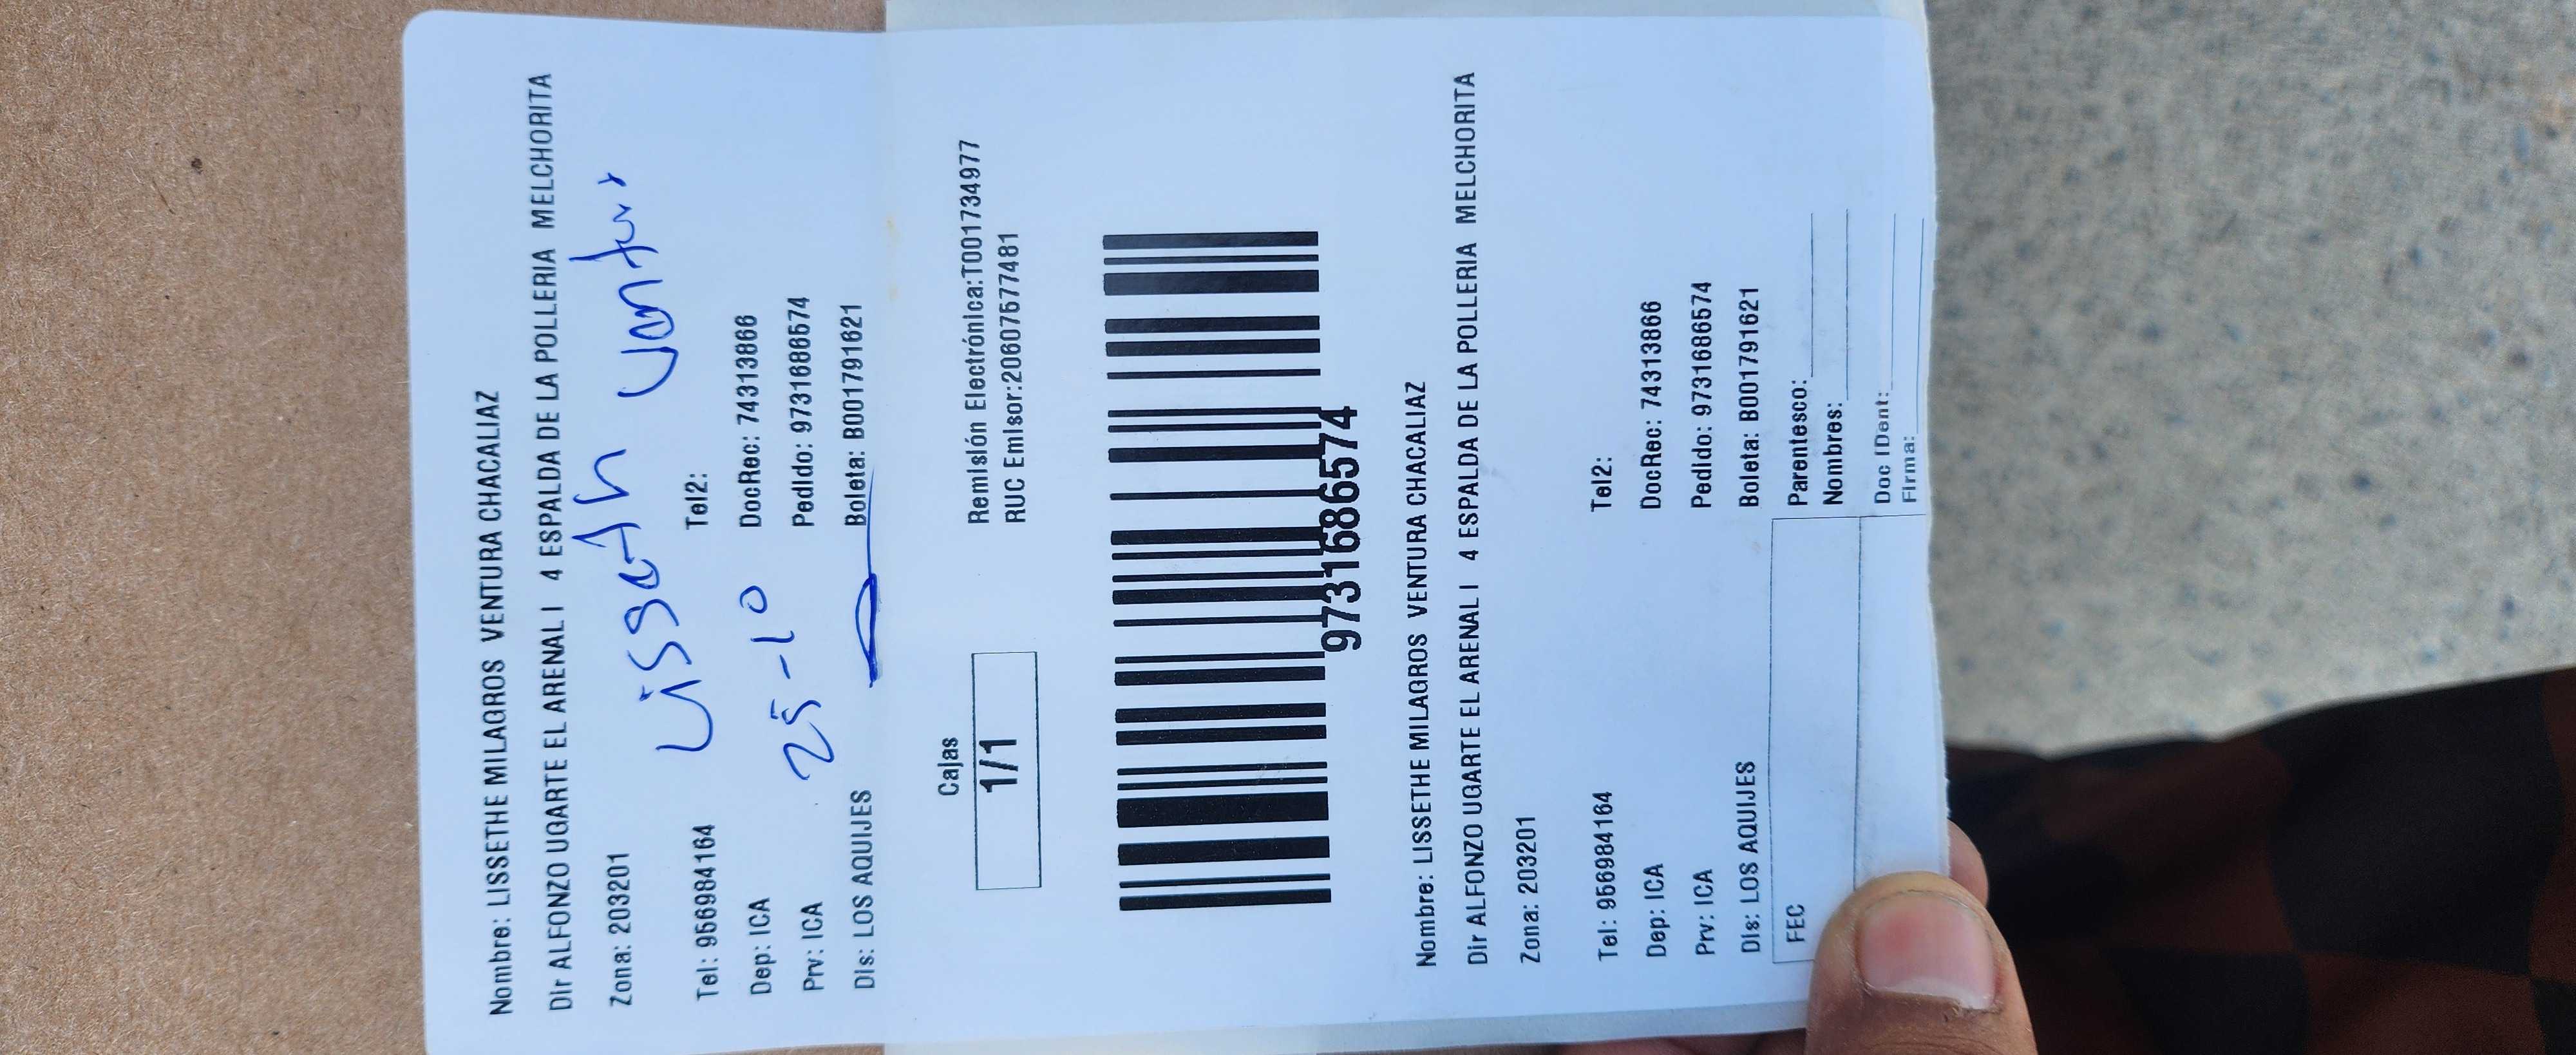 Nombre: LISSETHE MILAGROS VENTURA CHACALIAZ
Dir ALFONZO UGARTE EL ARENAL I 4 ESPALDA DE LA POLLERIA MELCHORITA
Zona: 203201
Lisseth Ventura
Tel: 956984164 Tel2:
Dep: ICA 25-10 DocRec: 74313866
Prv: ICA Pedido: 9731686574
Dis: LOS AQUIJES Boleta: B001791621
Cajas Remisión Electrónica:T001734977
1/1 RUC Emisor:20607577481
9731686574
Nombre: LISSETHE MILAGROS VENTURA CHACALIAZ
Dir ALFONZO UGARTE EL ARENAL I 4 ESPALDA DE LA POLLERIA MELCHORITA
Zona: 203201
Tel: 956984164 Tel2:
Dep: ICA DocRec: 74313866
Prv: ICA Pedido: 9731686574
Dis: LOS AQUIJES Boleta: B001791621
FEC Parentesco:
Nombres:
Doc IDent:
Firma: